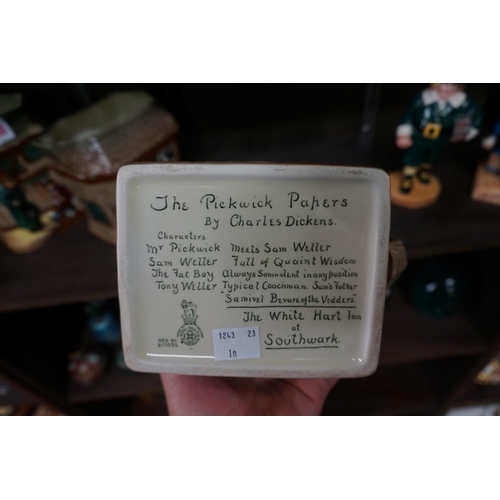 The Pickwick Papers
By Charles Dickens.
Characters
Mr Pickwick Meets Sam Weller
Sam Weller Full of Quaint Wisdom
The Fat Boy Always Somnolent in any position
Tony Weller Typical Coachman. Sam's Father
"Samivel Beware of the Vidders."
The White Hart Inn
at
Southwark.
1243 23
1n